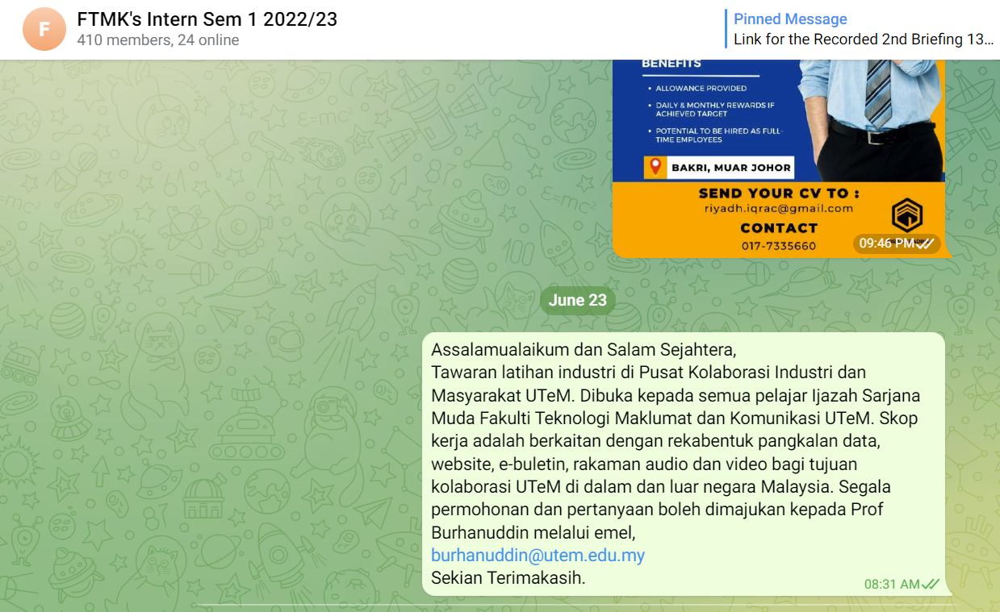 F
FTMK's Intern Sem 1 2022/23
410 members, 24 online
Pinned Message
Link for the Recorded 2nd Briefing 13...
BENEFITS
• ALLOWANCE PROVIDED
• DAILY & MONTHLY REWARDS IF
ACHIEVED TARGET
• POTENTIAL TO BE HIRED AS FULL-
TIME EMPLOYEES
BAKRI, MUAR JOHOR
SEND YOUR CV TO :
riyadh.iqrac@gmail.com
CONTACT
017-7335660
09:46 PM
June 23
Assalamualaikum dan Salam Sejahtera,
Tawaran latihan industri di Pusat Kolaborasi Industri dan
Masyarakat UTeM. Dibuka kepada semua pelajar Ijazah Sarjana
Muda Fakulti Teknologi Maklumat dan Komunikasi UTeM. Skop
kerja adalah berkaitan dengan rekabentuk pangkalan data,
website, e-buletin, rakaman audio dan video bagi tujuan
kolaborasi UTeM di dalam dan luar negara Malaysia. Segala
permohonan dan pertanyaan boleh dimajukan kepada Prof
Burhanuddin melalui emel,
burhanuddin@utem.edu.my
Sekian Terimakasih.
08:31 AM